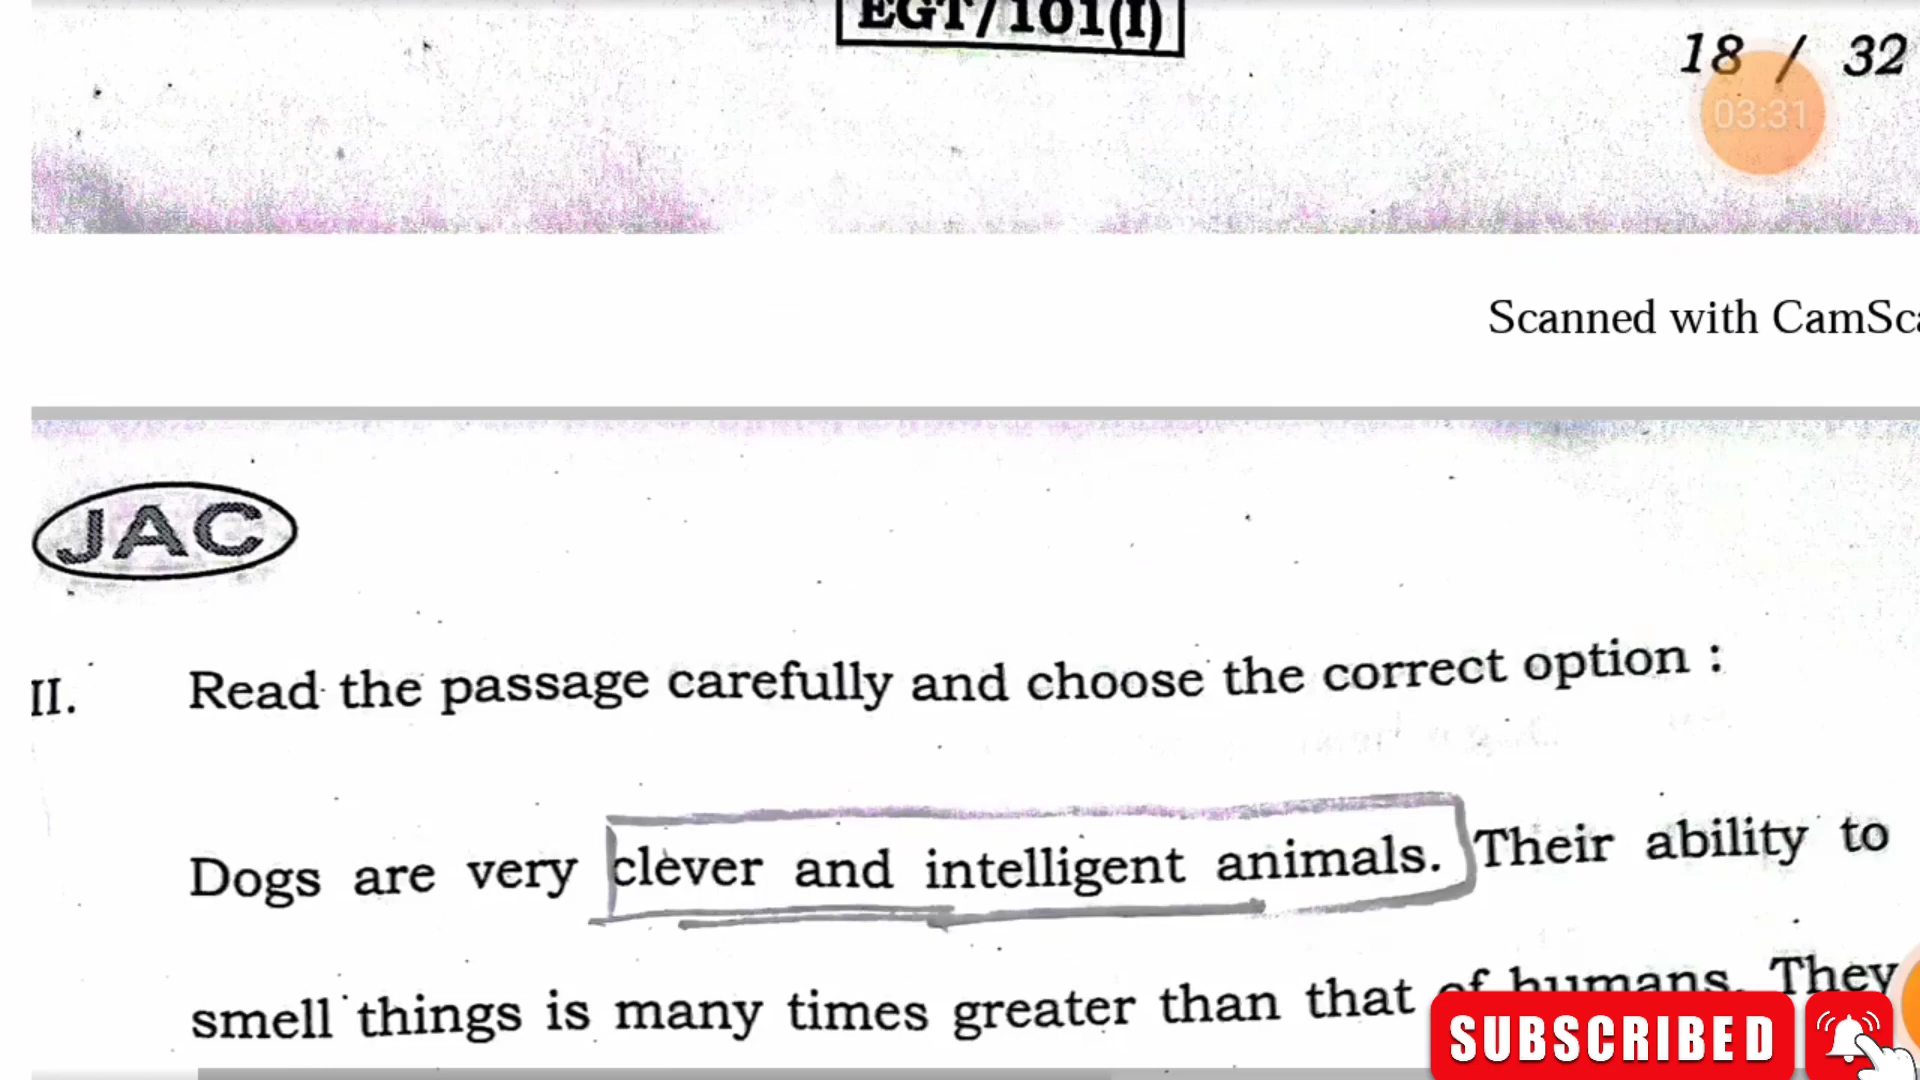 EGT/101(I)
18 / 32
03:31
Scanned with CamSc
JAC
II. Read the passage carefully and choose the correct option :
Dogs are very clever and intelligent animals. Their ability to
smell things is many times greater than that of humans. They
SUBSCRIBED